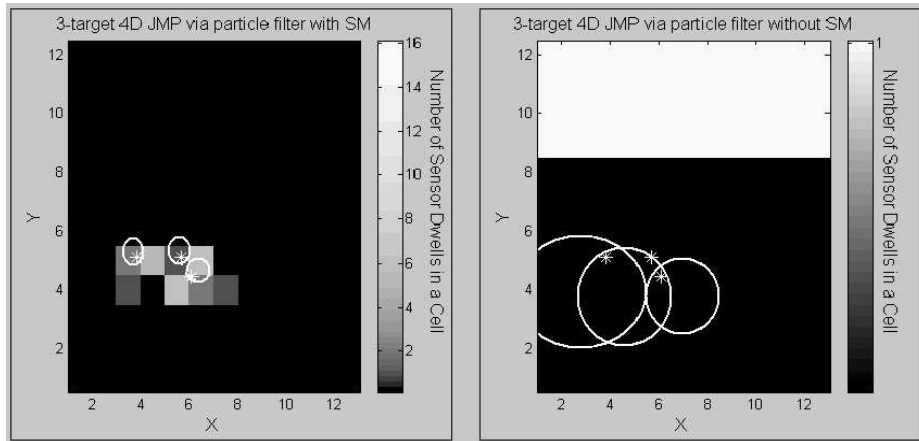 3-target 4D JMP via particle filter with SM
12
10
8
6
4
2
Y
2 4 6 8 10 12
X
16
14
12
10
8
6
4
2
Number of Sensor Dwells in a Cell
3-target 4D JMP via particle filter without SM
12
10
8
6
4
2
Y
2 4 6 8 10 12
X
1
Number of Sensor Dwells in a Cell